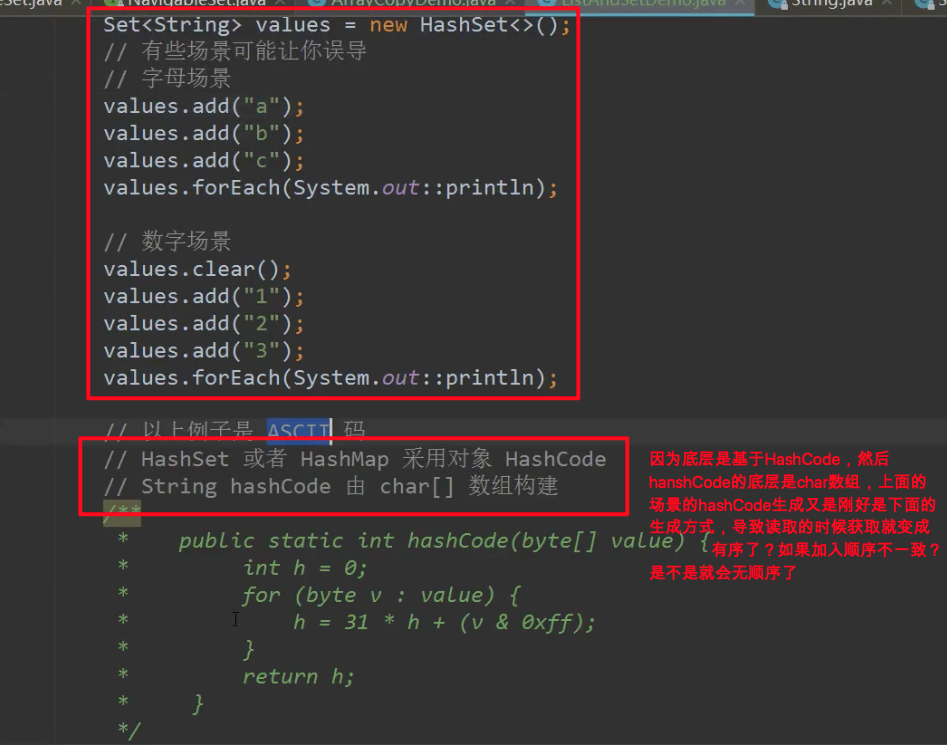 eSet.java × NavigableSet.java × ArrayCopyDemo.java × ListAndSetDemo.java × String.java ×
Set<String> values = new HashSet<>();
// 有些场景可能让你误导
// 字母场景
values.add("a");
values.add("b");
values.add("c");
values.forEach(System.out::println);
// 数字场景
values.clear();
values.add("1");
values.add("2");
values.add("3");
values.forEach(System.out::println);
// 以上例子是 ASCII 码
// HashSet 或者 HashMap 采用对象 HashCode
// String hashCode 由 char[] 数组构建
/**
* public static int hashCode(byte[] value) {
* int h = 0;
* for (byte v : value) {
* h = 31 * h + (v & 0xff);
* }
* return h;
* }
*/
因为底层是基于HashCode，然后
hanshCode的底层是char数组，上面的
场景的hashCode生成又是刚好是下面的
生成方式，导致读取的时候获取就变成
有序了？如果加入顺序不一致？
是不是就会无顺序了